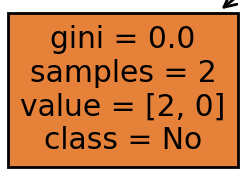 gini = 0.0
samples = 2
value = [2, 0]
class = No